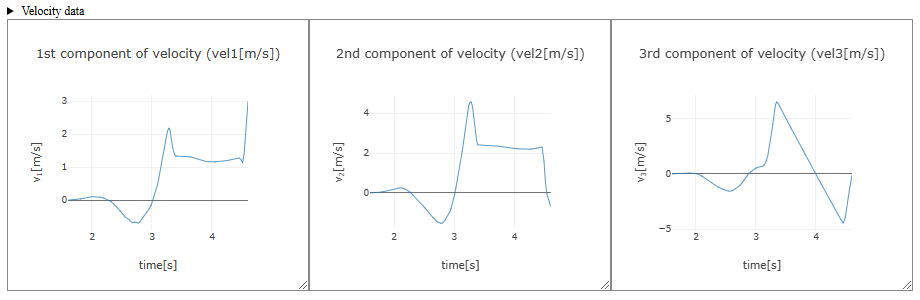 ▶ Velocity data
1st component of velocity (vel1[m/s])
3
2
1
0
v₁[m/s]
2 3 4
time[s]
2nd component of velocity (vel2[m/s])
4
2
0
v₂[m/s]
2 3 4
time[s]
3rd component of velocity (vel3[m/s])
5
0
−5
v₃[m/s]
2 3 4
time[s]